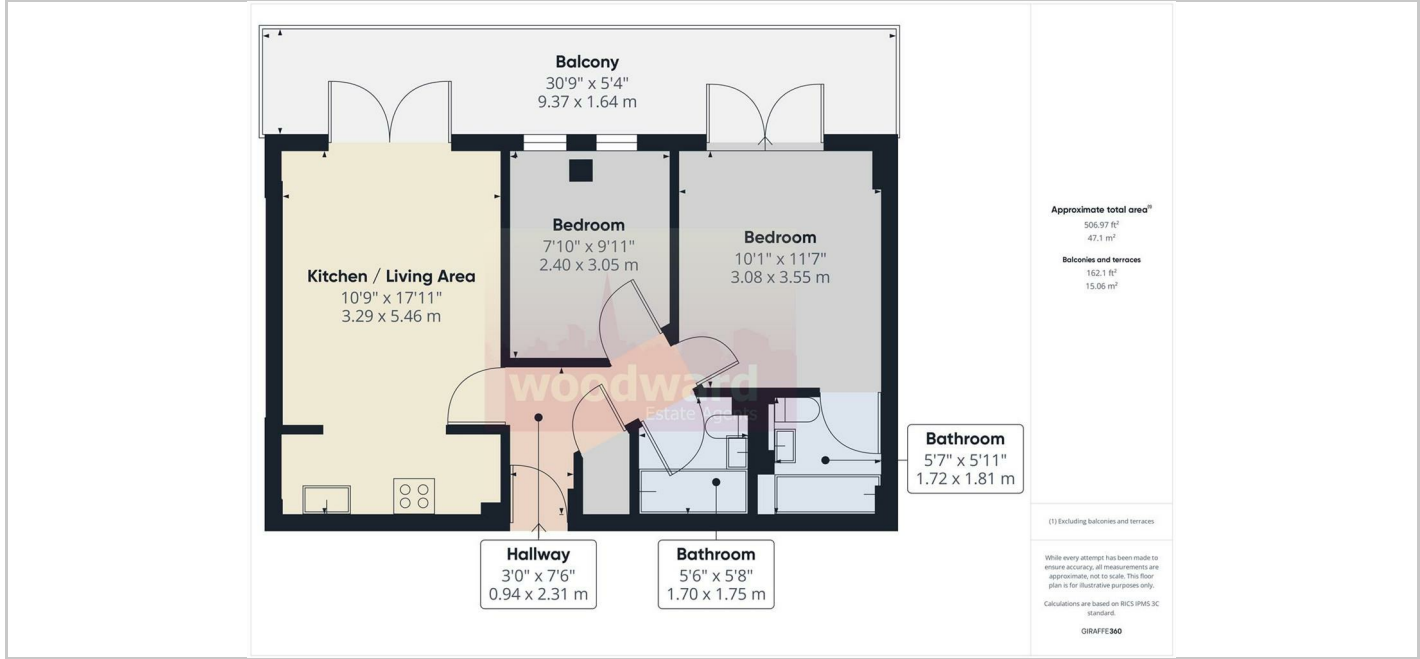 Balcony
30'9" x 5'4"
9.37 x 1.64 m
Bedroom
7'10" x 9'11"
2.40 x 3.05 m
Bedroom
10'1" x 11'7"
3.08 x 3.55 m
Kitchen / Living Area
10'9" x 17'11"
3.29 x 5.46 m
woodward
Estate Agents
Bathroom
5'7" x 5'11"
1.72 x 1.81 m
Hallway
3'0" x 7'6"
0.94 x 2.31 m
Bathroom
5'6" x 5'8"
1.70 x 1.75 m
Approximate total area⁽¹⁾
506.97 ft²
47.1 m²
Balconies and terraces
162.1 ft²
15.06 m²
(1) Excluding balconies and terraces
While every attempt has been made to
ensure accuracy, all measurements are
approximate, not to scale. This floor
plan is for illustrative purposes only.
Calculations are based on RICS IPMS 3C
standard.
GIRAFFE360